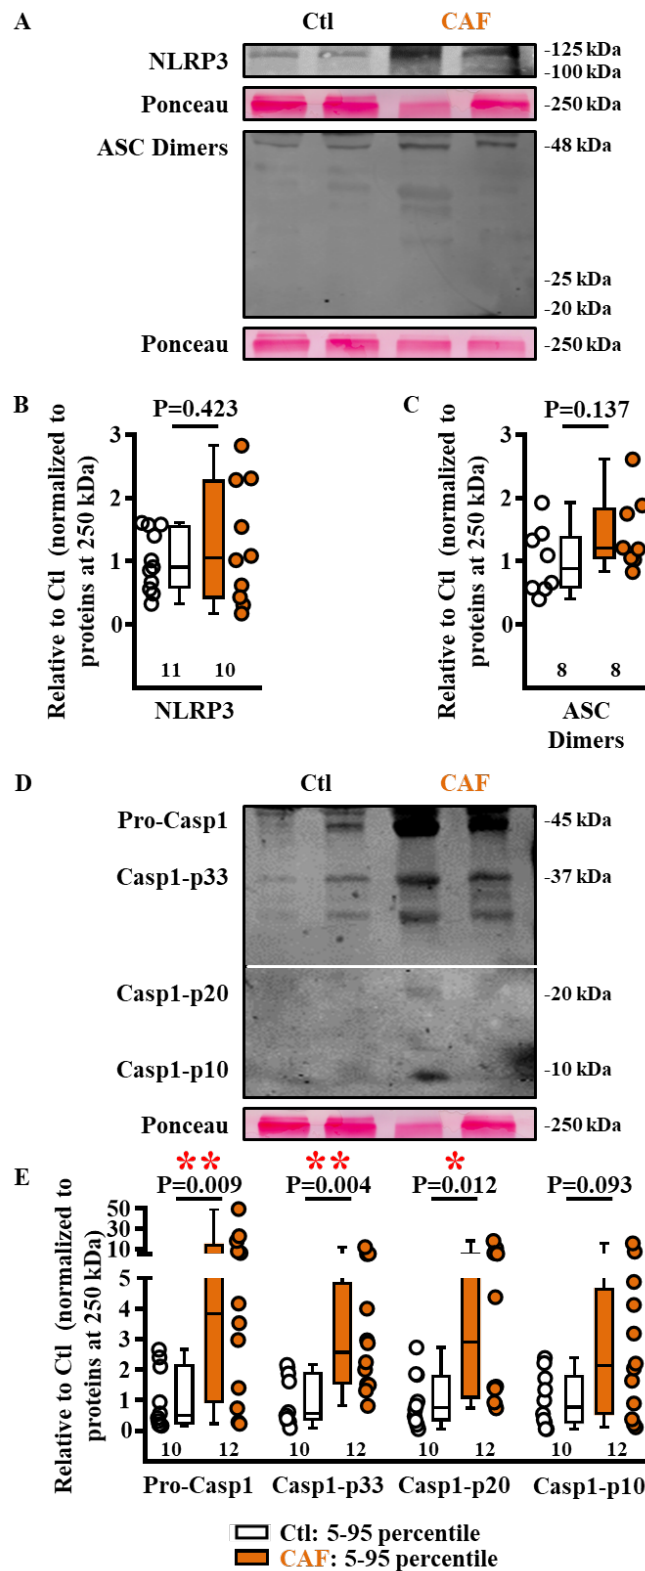 A
Ctl CAF
NLRP3
-125 kDa
-100 kDa
Ponceau -250 kDa
ASC Dimers -48 kDa
-25 kDa
-20 kDa
Ponceau -250 kDa
B
P=0.423
Relative to Ctl (normalized to
proteins at 250 kDa)
3
2
1
0
11 10
NLRP3
C
P=0.137
Relative to Ctl (normalized to
proteins at 250 kDa)
3
2
1
0
8 8
ASC
Dimers
D
Ctl CAF
Pro-Casp1 -45 kDa
Casp1-p33 -37 kDa
Casp1-p20 -20 kDa
Casp1-p10 -10 kDa
Ponceau -250 kDa
E
** ** *
P=0.009 P=0.004 P=0.012 P=0.093
Relative to Ctl (normalized to
proteins at 250 kDa)
50
30
10
5
4
3
2
1
0
10 12 10 12 10 12 10 12
Pro-Casp1 Casp1-p33 Casp1-p20 Casp1-p10
Ctl: 5-95 percentile
CAF: 5-95 percentile